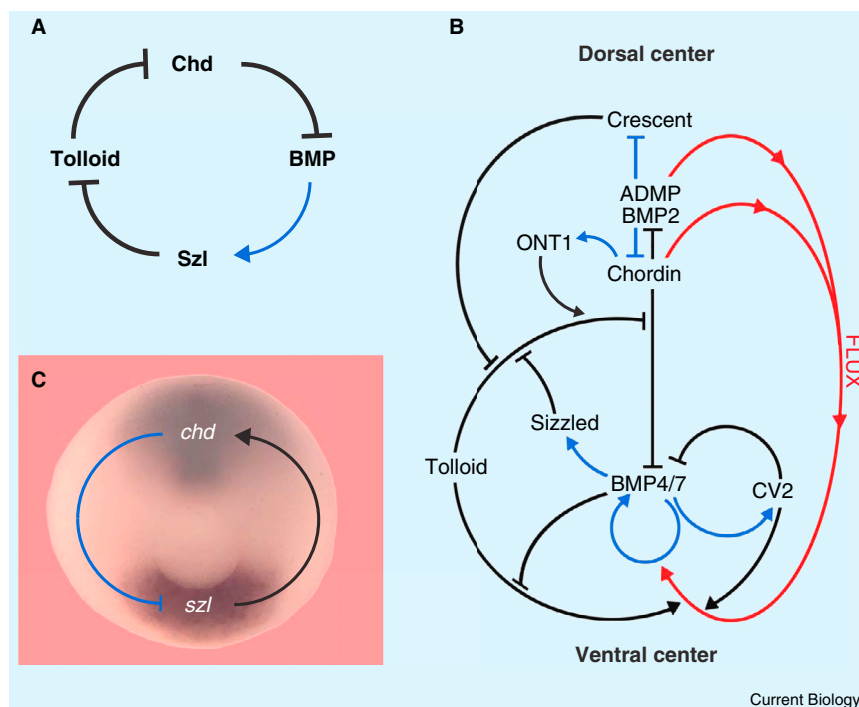 A
Chd
Tolloid
BMP
Szl
B
Dorsal center
Crescent
ADMP
BMP2
ONT1
Chordin
FLUX
Sizzled
Tolloid
BMP4/7
CV2
Ventral center
C
chd
szl
Current Biology